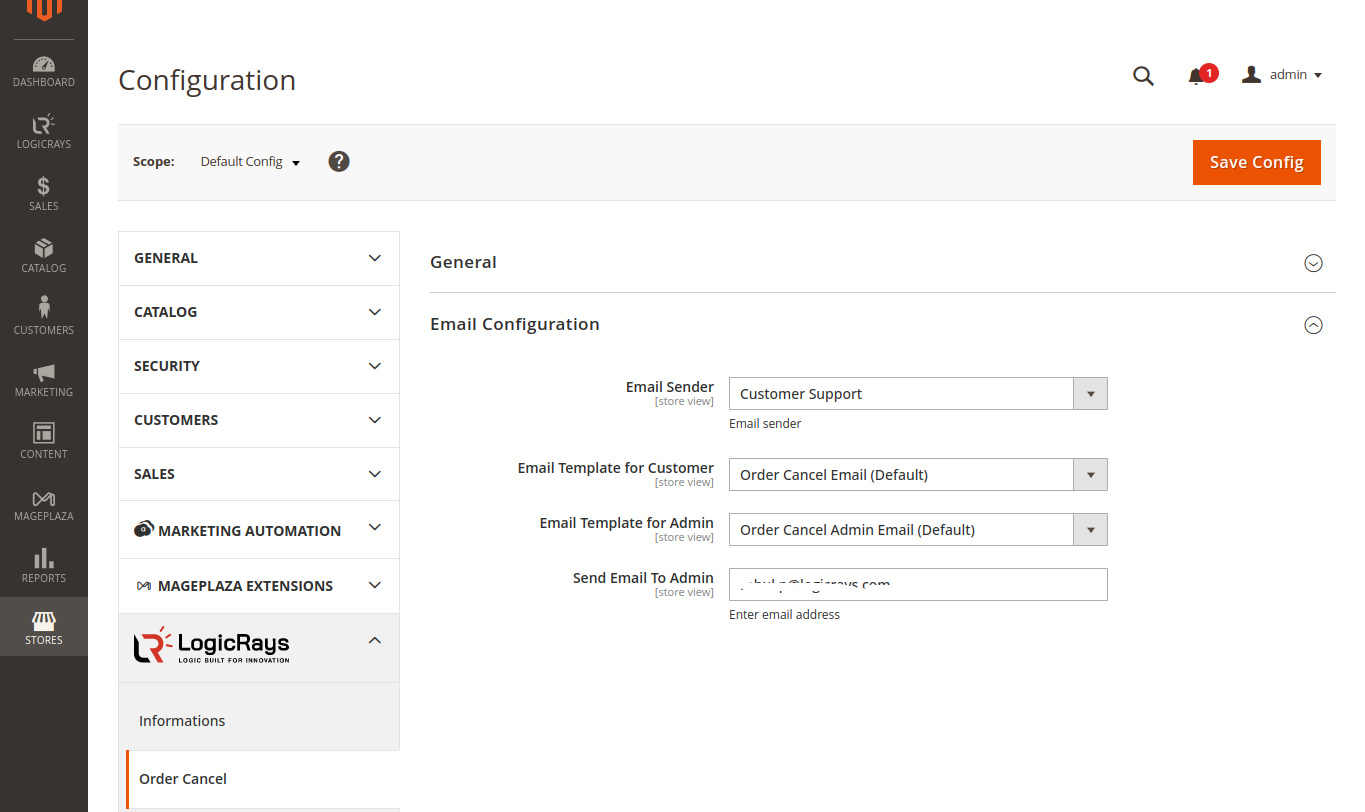 Configuration
1
admin
Scope:
Default Config
?
Save Config
DASHBOARD
LOGICRAYS
$
SALES
CATALOG
CUSTOMERS
MARKETING
CONTENT
MAGEPLAZA
REPORTS
STORES
GENERAL
CATALOG
SECURITY
CUSTOMERS
SALES
MARKETING AUTOMATION
MAGEPLAZA EXTENSIONS
LogicRays
LOGIC BUILT FOR INNOVATION
Informations
Order Cancel
General
Email Configuration
Email Sender
[store view]
Customer Support
Email sender
Email Template for Customer
[store view]
Order Cancel Email (Default)
Email Template for Admin
[store view]
Order Cancel Admin Email (Default)
Send Email To Admin
[store view]
Enter email address